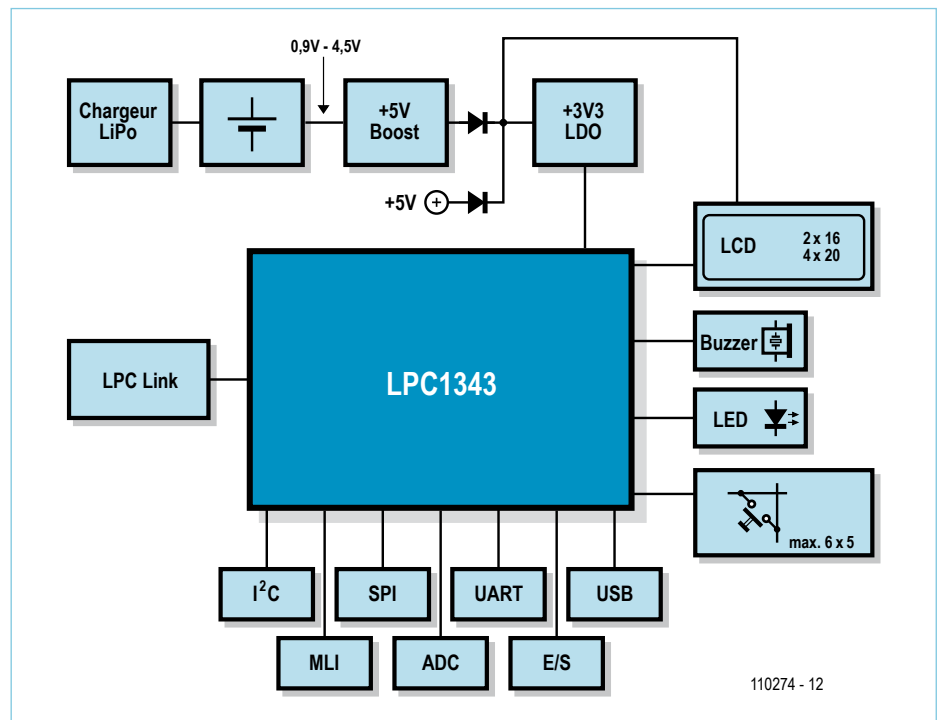 0,9V - 4,5V
Chargeur
LiPo
+5V
Boost
+3V3
LDO
+5V
LCD
2 x 16
4 x 20
LPC1343
LPC Link
Buzzer
LED
max. 6 x 5
I²C
SPI
UART
USB
MLI
ADC
E/S
110274 - 12